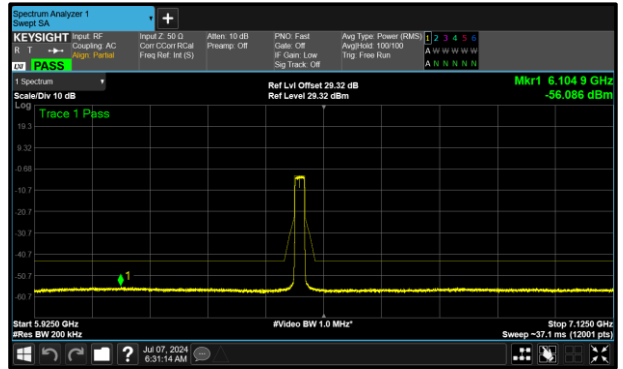 Spectrum Analyzer 1
Swept SA
+
KEYSIGHT Input: RF Input Z: 50 Ω Atten: 10 dB PNO: Fast Avg Type: Power (RMS) 1 2 3 4 5 6
R T Coupling: AC Corr CCorr RCal Preamp: Off Gate: Off Avg|Hold: 100/100 A W W W W W
Align: Partial Freq Ref: Int (S) IF Gain: Low Trig: Free Run
LXI PASS Sig Track: Off A N N N N N
1 Spectrum Ref Lvl Offset 29.32 dB Mkr1 6.104 9 GHz
Scale/Div 10 dB Ref Level 29.32 dBm -56.086 dBm
Log
Trace 1 Pass
19.3
9.32
-0.68
-10.7
-20.7
-30.7
-40.7
-50.7
1
-60.7
Start 5.9250 GHz #Video BW 1.0 MHz* Stop 7.1250 GHz
#Res BW 200 kHz Sweep ~37.1 ms (12001 pts)
? Jul 07, 2024
6:31:14 AM